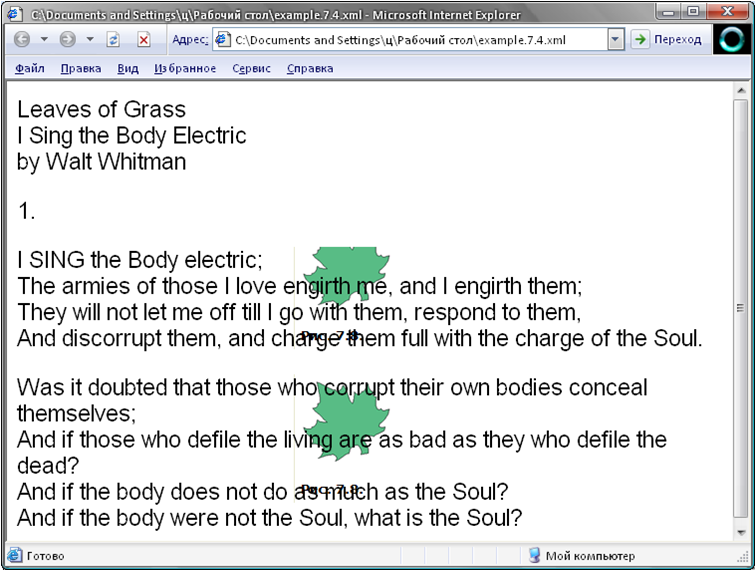 C:\Documents and Settings\ц\Рабочий стол\example.7.4.xml - Microsoft Internet Explorer
Адрес: C:\Documents and Settings\ц\Рабочий стол\example.7.4.xml Переход
Файл Правка Вид Избранное Сервис Справка
Leaves of Grass
I Sing the Body Electric
by Walt Whitman
1.
I SING the Body electric;
The armies of those I love engirth me, and I engirth them;
They will not let me off till I go with them, respond to them,
And discorrupt them, and charge them full with the charge of the Soul.
Was it doubted that those who corrupt their own bodies conceal
themselves;
And if those who defile the living are as bad as they who defile the
dead?
And if the body does not do as much as the Soul?
And if the body were not the Soul, what is the Soul?
Готово Мой компьютер